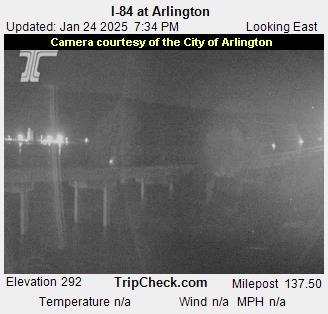 I-84 at Arlington
Updated: Jan 24 2025 7:34 PM Looking East
Camera courtesy of the City of Arlington
Elevation 292 TripCheck.com Milepost 137.50
Temperature n/a Wind n/a MPH n/a